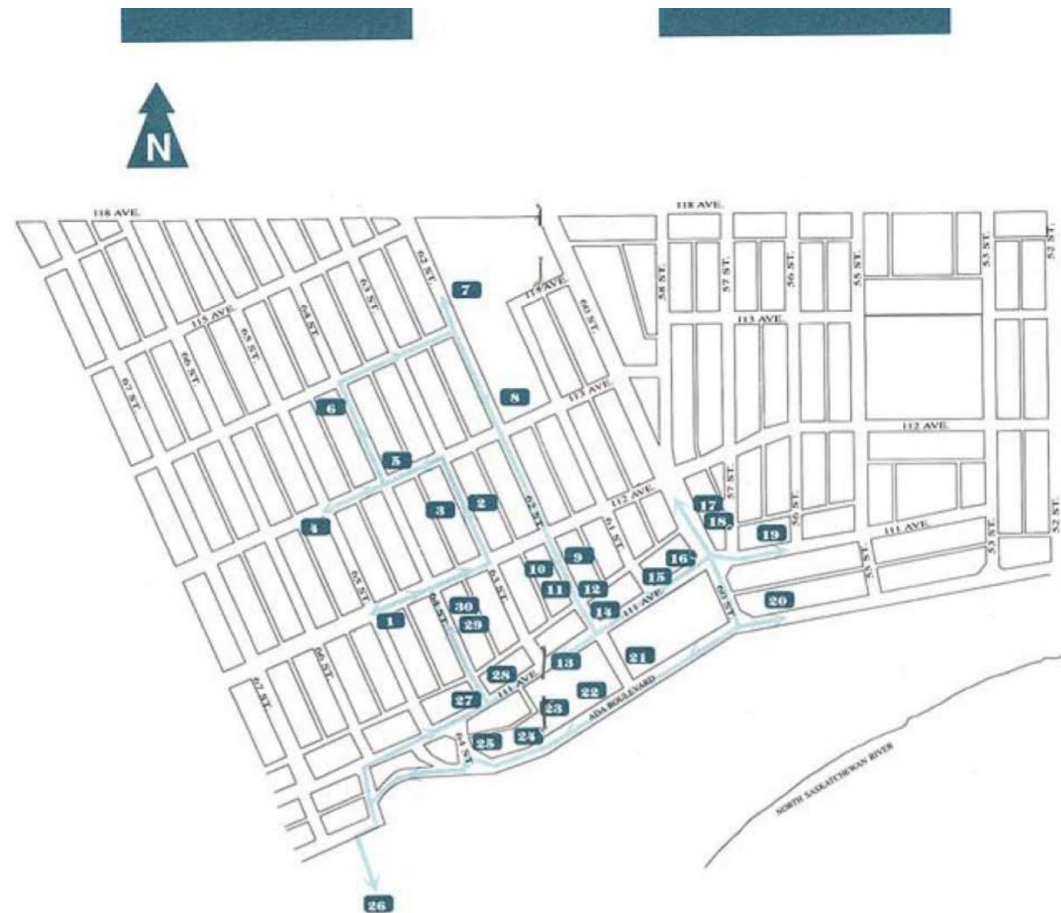 N
118 AVE.
118 AVE.
62 ST.
63 ST.
64 ST.
65 ST.
66 ST.
67 ST.
115 AVE.
114 AVE.
60 ST.
58 ST.
57 ST.
56 ST.
55 ST.
53 ST.
52 ST.
113 AVE.
113 AVE.
7
8
6
5
4
3
2
62 ST.
112 AVE.
112 AVE.
61 ST.
57 ST.
56 ST.
53 ST.
52 ST.
111 AVE.
55 ST.
17
18
19
16
15
9
10
11
12
14
111 AVE.
60 ST.
20
65 ST.
1
64 ST.
63 ST.
30
29
28
27
111 AVE.
13
21
22
23
24
25
64 ST.
66 ST.
67 ST.
ADA BOULEVARD
NORTH SASKATCHEWAN RIVER
26